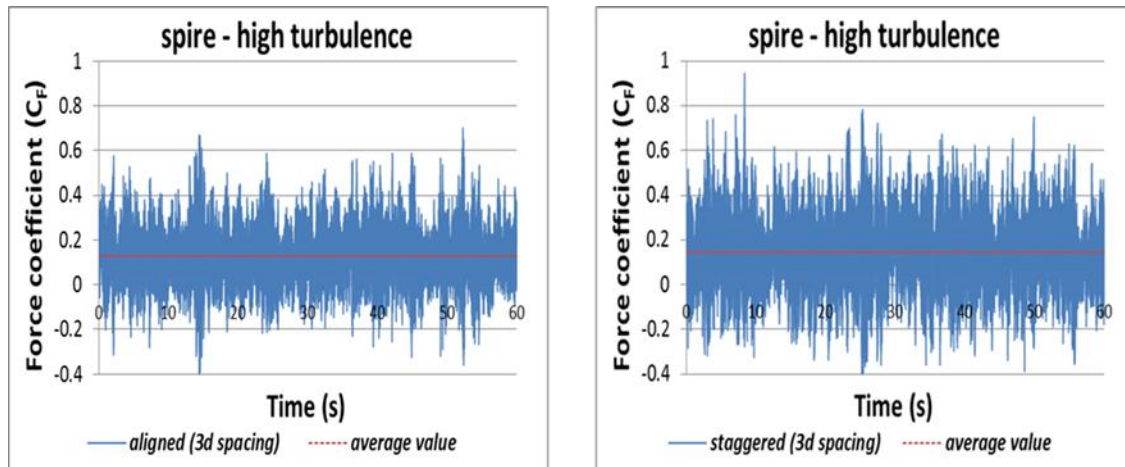 spire - high turbulence
Force coefficient (CF)
1
0.8
0.6
0.4
0.2
0
-0.2
-0.4
0 10 20 30 40 50 60
Time (s)
aligned (3d spacing) average value
spire - high turbulence
Force coefficient (CF)
1
0.8
0.6
0.4
0.2
0
-0.2
-0.4
0 10 20 30 40 50 60
Time (s)
staggered (3d spacing) average value